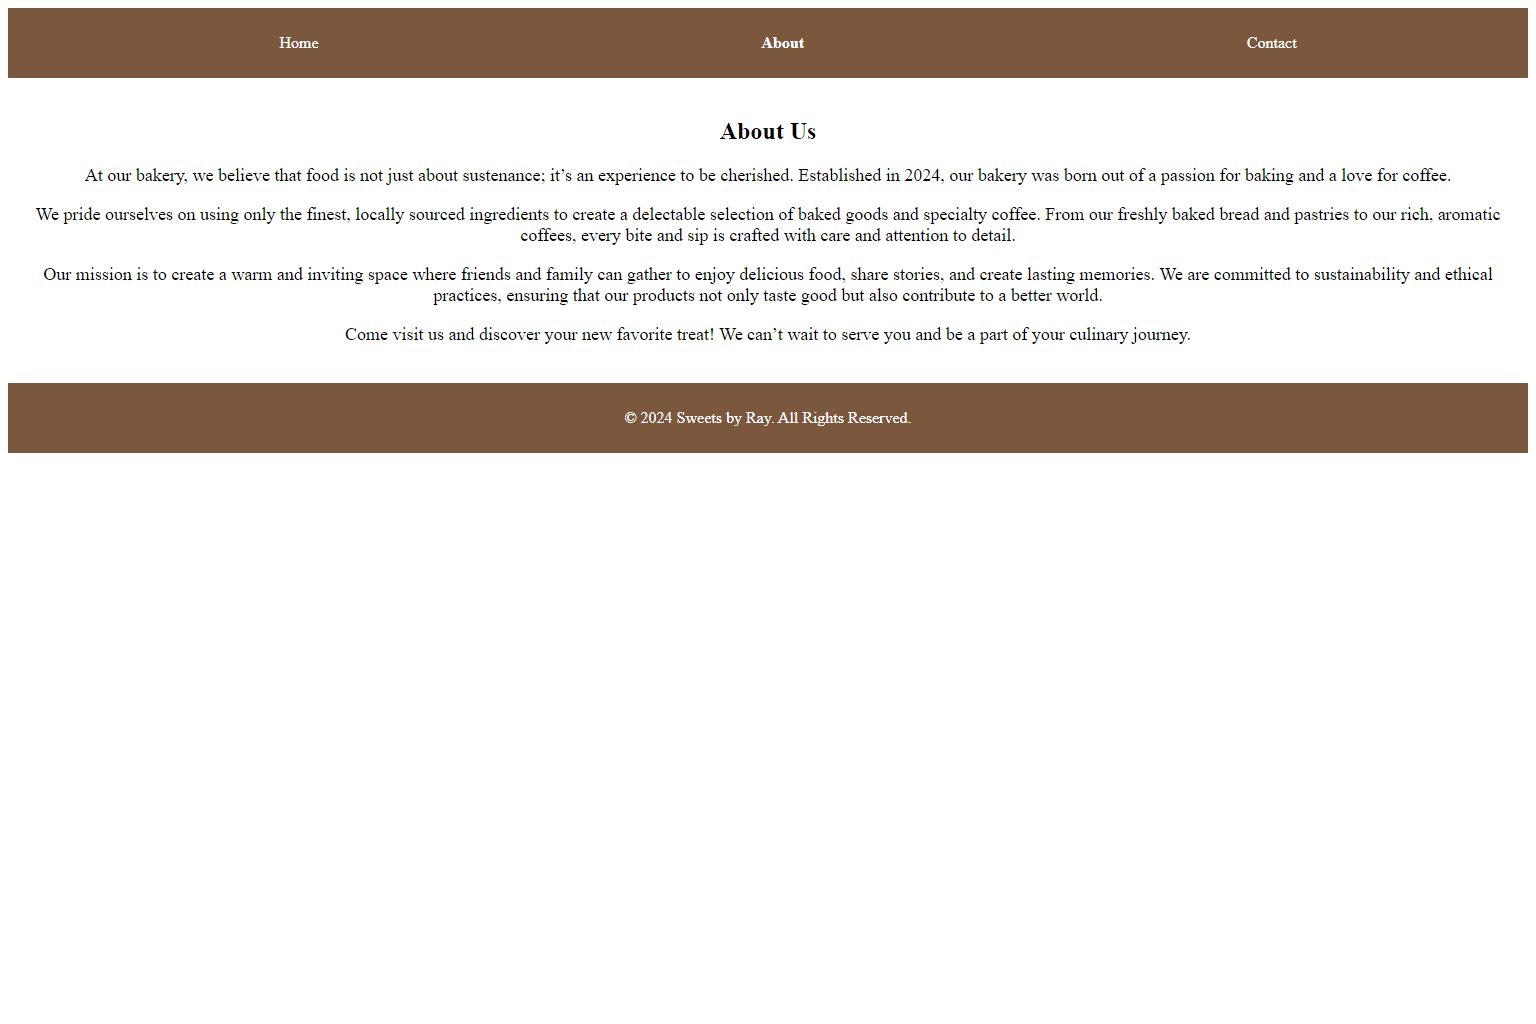 Home About Contact
About Us
At our bakery, we believe that food is not just about sustenance; it’s an experience to be cherished. Established in 2024, our bakery was born out of a passion for baking and a love for coffee.
We pride ourselves on using only the finest, locally sourced ingredients to create a delectable selection of baked goods and specialty coffee. From our freshly baked bread and pastries to our rich, aromatic
coffees, every bite and sip is crafted with care and attention to detail.
Our mission is to create a warm and inviting space where friends and family can gather to enjoy delicious food, share stories, and create lasting memories. We are committed to sustainability and ethical
practices, ensuring that our products not only taste good but also contribute to a better world.
Come visit us and discover your new favorite treat! We can’t wait to serve you and be a part of your culinary journey.
© 2024 Sweets by Ray. All Rights Reserved.